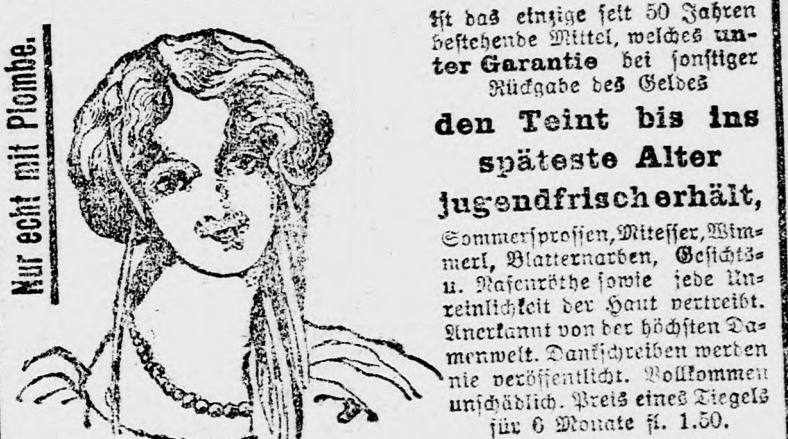 Nur echt mit Plombe.
ist das einzige seit 50 Jahren
bestehende Mittel, welches un-
ter Garantie bei sonstiger
Rückgabe des Geldes
den Teint bis ins
späteste Alter
jugendfrisch erhält,
Sommersprossen, Mitesser, Wim-
merl, Blatternarben, Gesichts-
u. Nasenröthe sowie jede Un-
reinlichkeit der Haut vertreibt.
Anerkannt von der höchsten Da-
menwelt. Dankschreiben werden
nie veröffentlicht. Vollkommen
unschädlich. Preis eines Tiegels
für 6 Monate fl. 1.50.